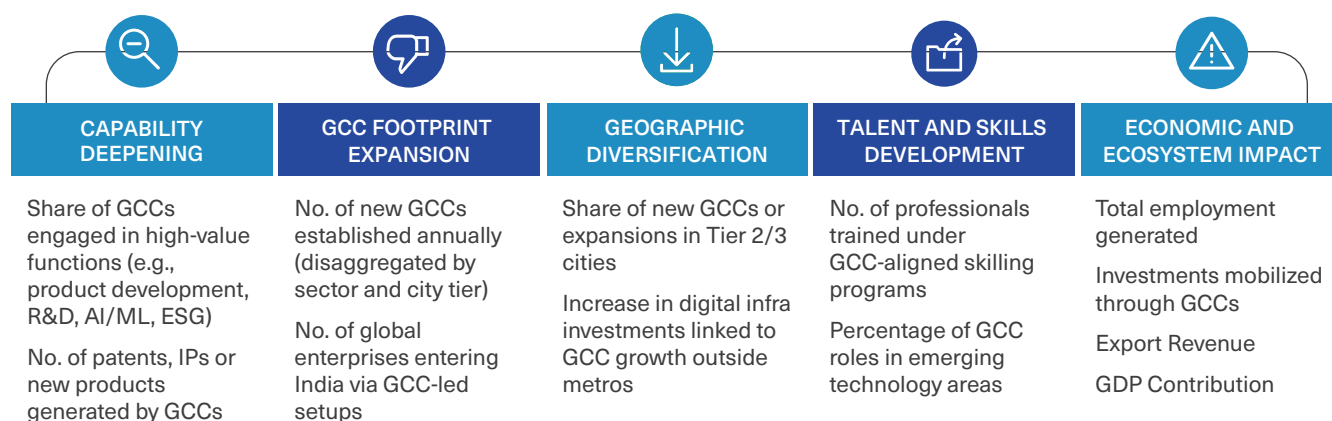 CAPABILITY
DEEPENING
Share of GCCs
engaged in high-value
functions (e.g.,
product development,
R&D, AI/ML, ESG)
No. of patents, IPs or
new products
generated by GCCs
GCC FOOTPRINT
EXPANSION
No. of new GCCs
established annually
(disaggregated by
sector and city tier)
No. of global
enterprises entering
India via GCC-led
setups
GEOGRAPHIC
DIVERSIFICATION
Share of new GCCs or
expansions in Tier 2/3
cities
Increase in digital infra
investments linked to
GCC growth outside
metros
TALENT AND SKILLS
DEVELOPMENT
No. of professionals
trained under
GCC-aligned skilling
programs
Percentage of GCC
roles in emerging
technology areas
ECONOMIC AND
ECOSYSTEM IMPACT
Total employment
generated
Investments mobilized
through GCCs
Export Revenue
GDP Contribution